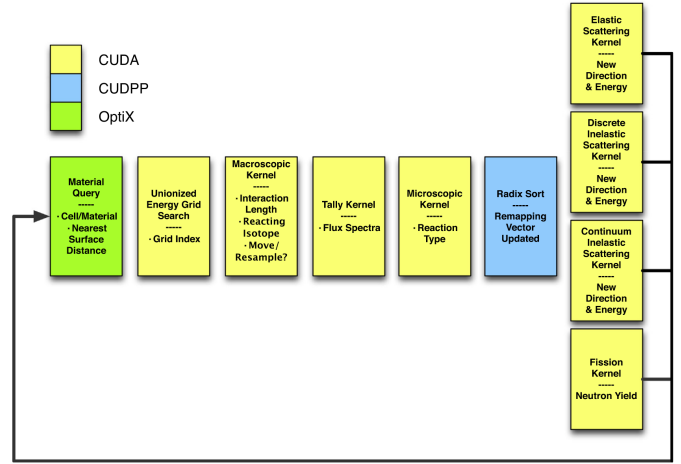 CUDA
CUDPP
OptiX
Material
Query
-----
· Cell/Material
· Nearest
Surface
Distance
Unionized
Energy Grid
Search
-----
· Grid Index
Macroscopic
Kernel
-----
· Interaction
Length
· Reacting
Isotope
· Move/
Resample?
Tally Kernel
-----
· Flux Spectra
Microscopic
Kernel
-----
· Reaction
Type
Radix Sort
-----
Remapping
Vector
Updated
Elastic
Scattering
Kernel
-----
New
Direction
& Energy
Discrete
Inelastic
Scattering
Kernel
-----
New
Direction
& Energy
Continuum
Inelastic
Scattering
Kernel
-----
New
Direction
& Energy
Fission
Kernel
-----
Neutron Yield